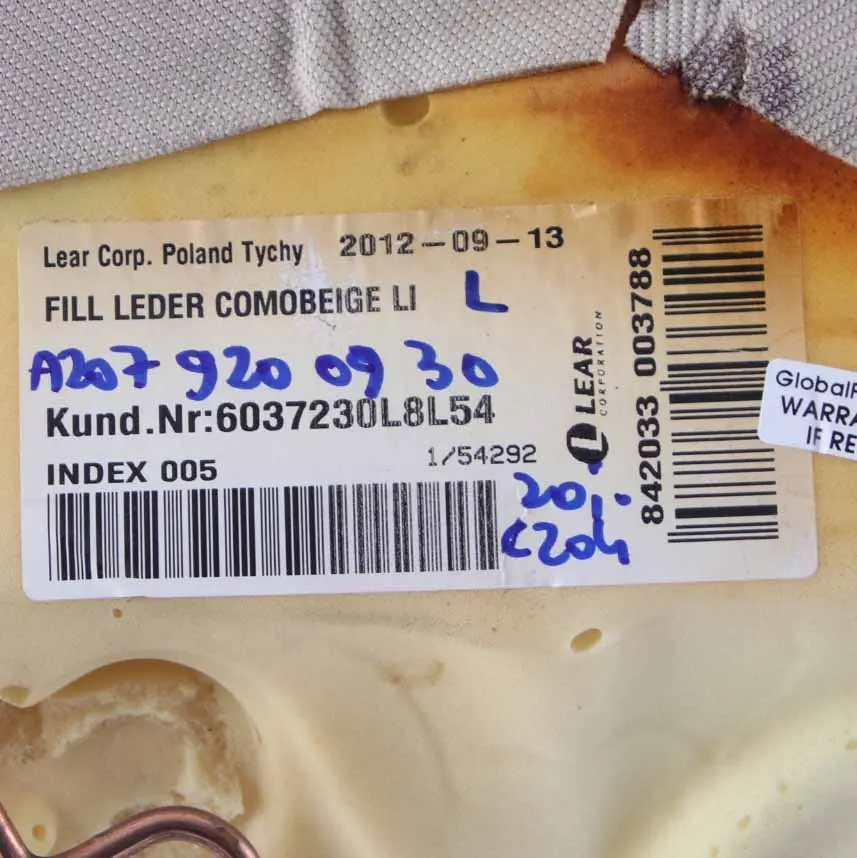 Lear Corp. Poland Tychy 2012-09-13
FILL LEDER COMOBEIGE LI L
A207 920 09 30
Kund.Nr:6037230L8L54
INDEX 005 1/54292
20,-
C204
LEAR
CORPORATION
842033 003788
GlobalP
WARRA
IF RE